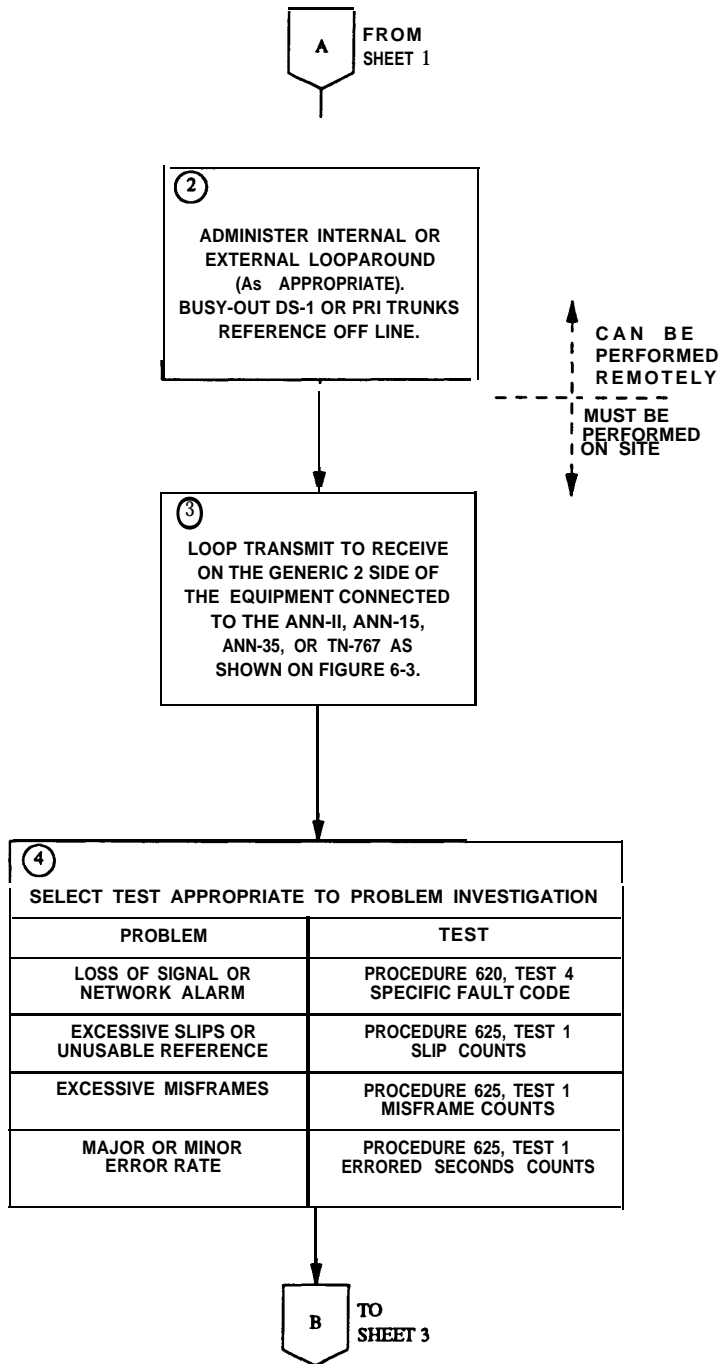 A
FROM
SHEET 1
2
ADMINISTER INTERNAL OR
EXTERNAL LOOPAROUND
(As APPROPRIATE).
BUSY-OUT DS-1 OR PRI TRUNKS
REFERENCE OFF LINE.
CAN BE
PERFORMED
REMOTELY
MUST BE
PERFORMED
ON SITE
3
LOOP TRANSMIT TO RECEIVE
ON THE GENERIC 2 SIDE OF
THE EQUIPMENT CONNECTED
TO THE ANN-II, ANN-15,
ANN-35, OR TN-767 AS
SHOWN ON FIGURE 6-3.
4
SELECT TEST APPROPRIATE TO PROBLEM INVESTIGATION
PROBLEM
TEST
LOSS OF SIGNAL OR
NETWORK ALARM
PROCEDURE 620, TEST 4
SPECIFIC FAULT CODE
EXCESSIVE SLIPS OR
UNUSABLE REFERENCE
PROCEDURE 625, TEST 1
SLIP COUNTS
EXCESSIVE MISFRAMES
PROCEDURE 625, TEST 1
MISFRAME COUNTS
MAJOR OR MINOR
ERROR RATE
PROCEDURE 625, TEST 1
ERRORED SECONDS COUNTS
B
TO
SHEET 3